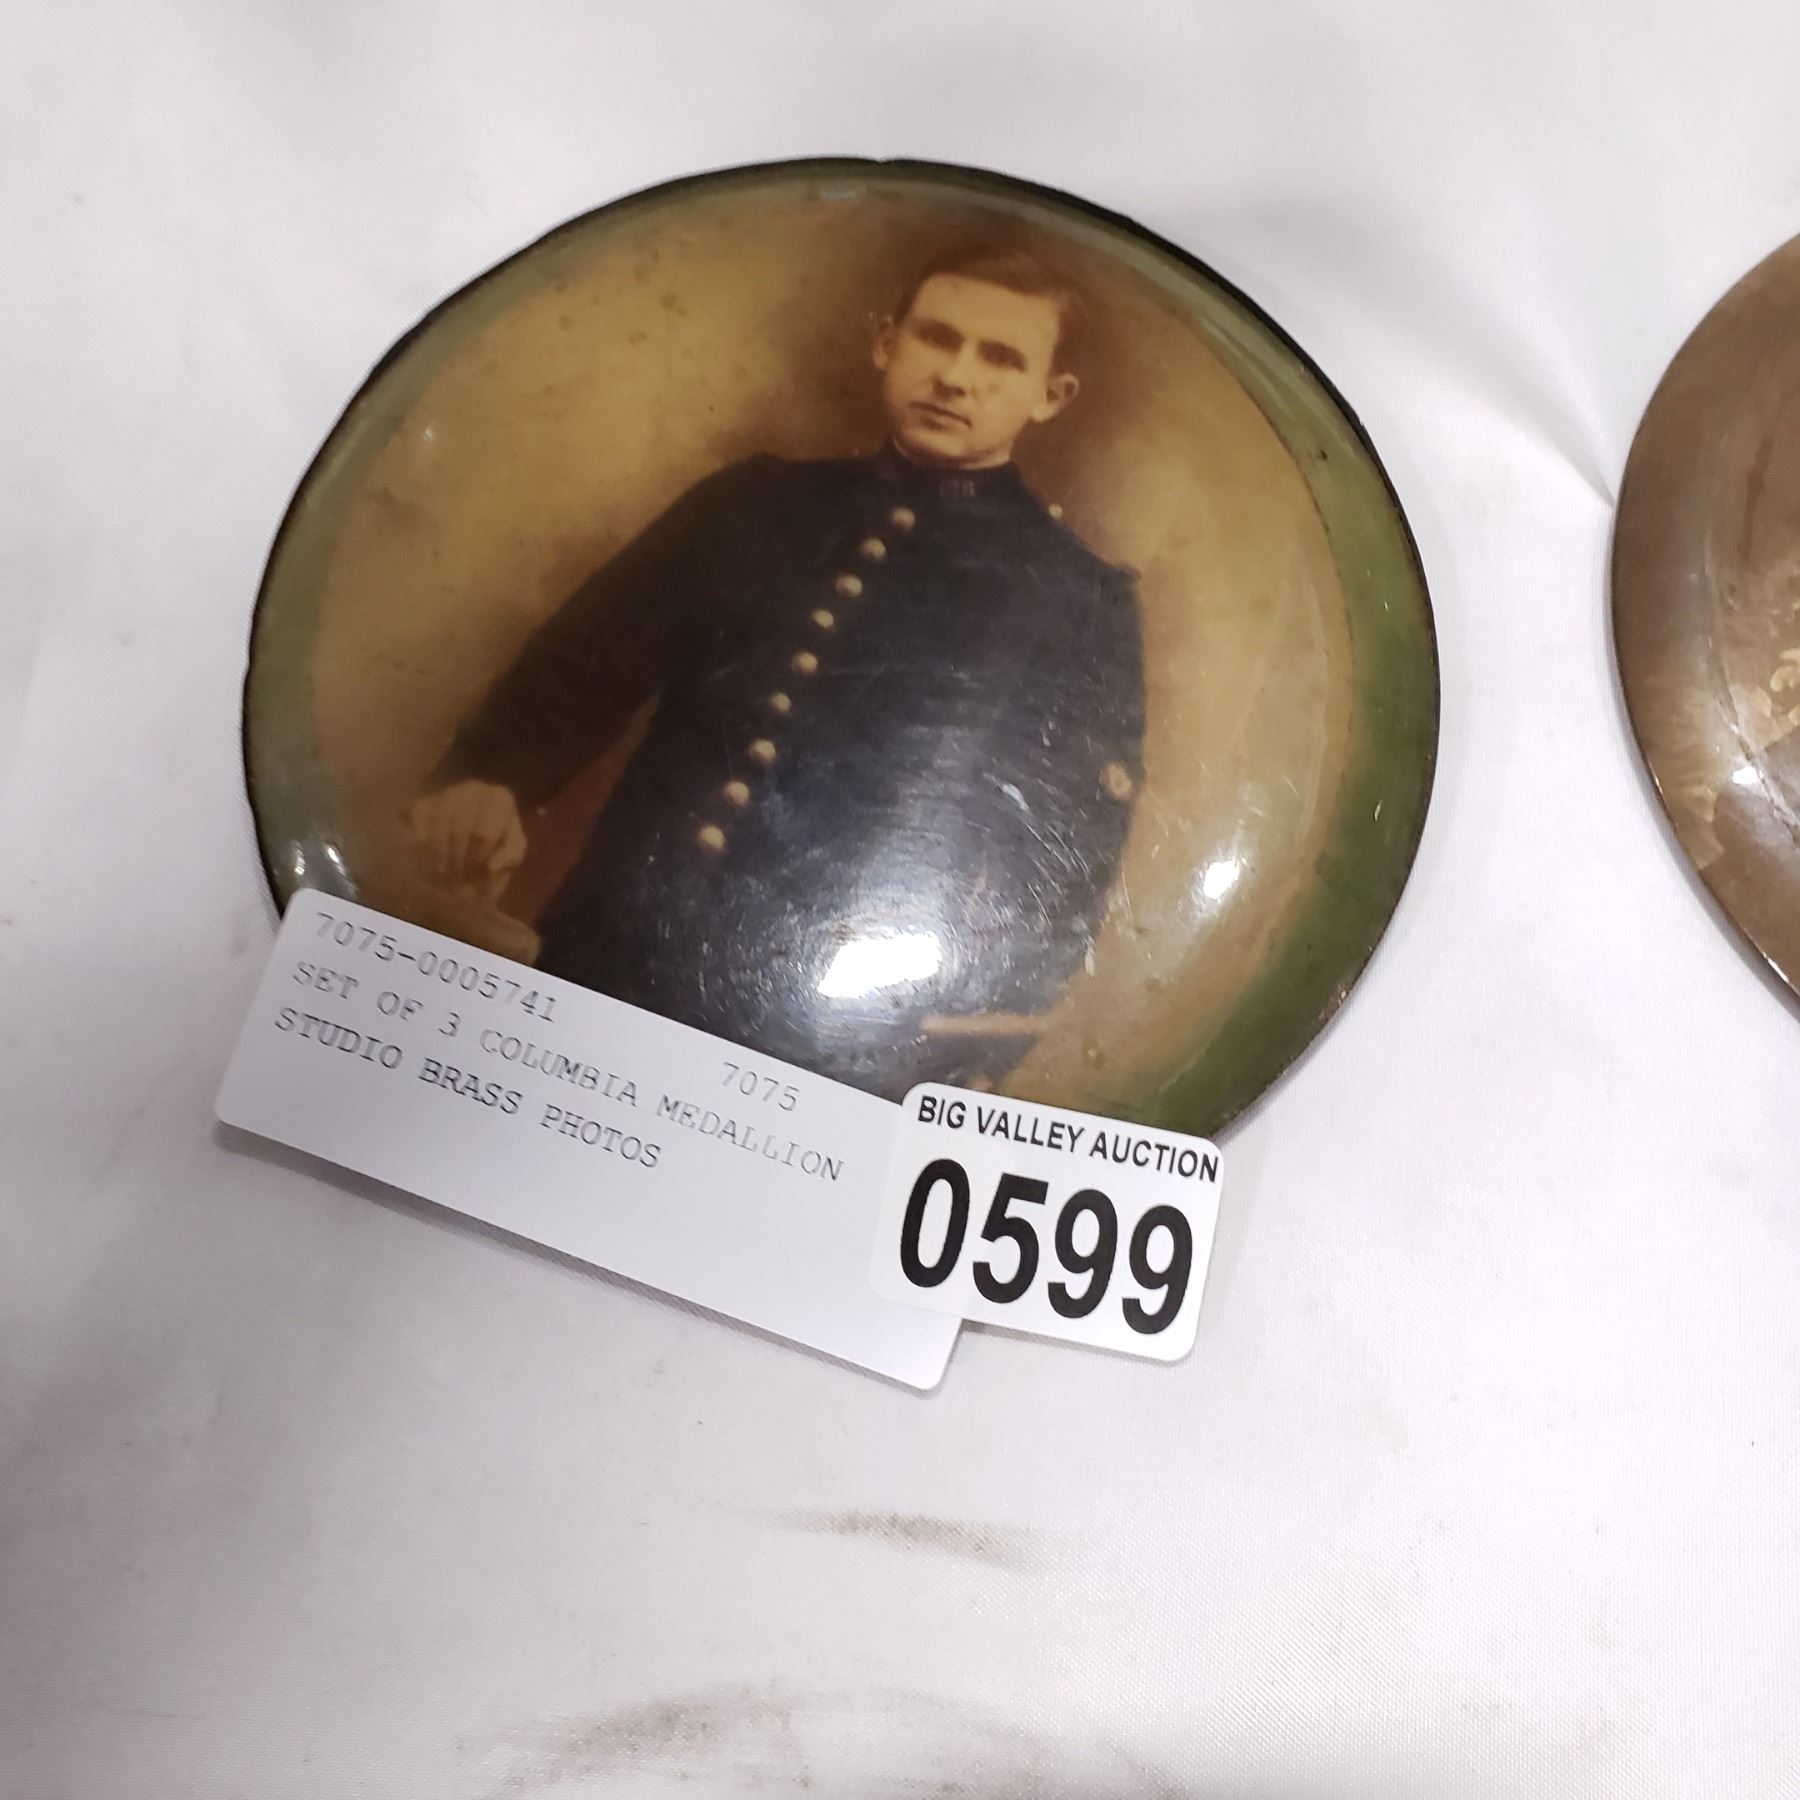 7075-0005741
7075
SET OF 3 COLUMBIA MEDALLION
STUDIO BRASS PHOTOS
BIG VALLEY AUCTION
0599